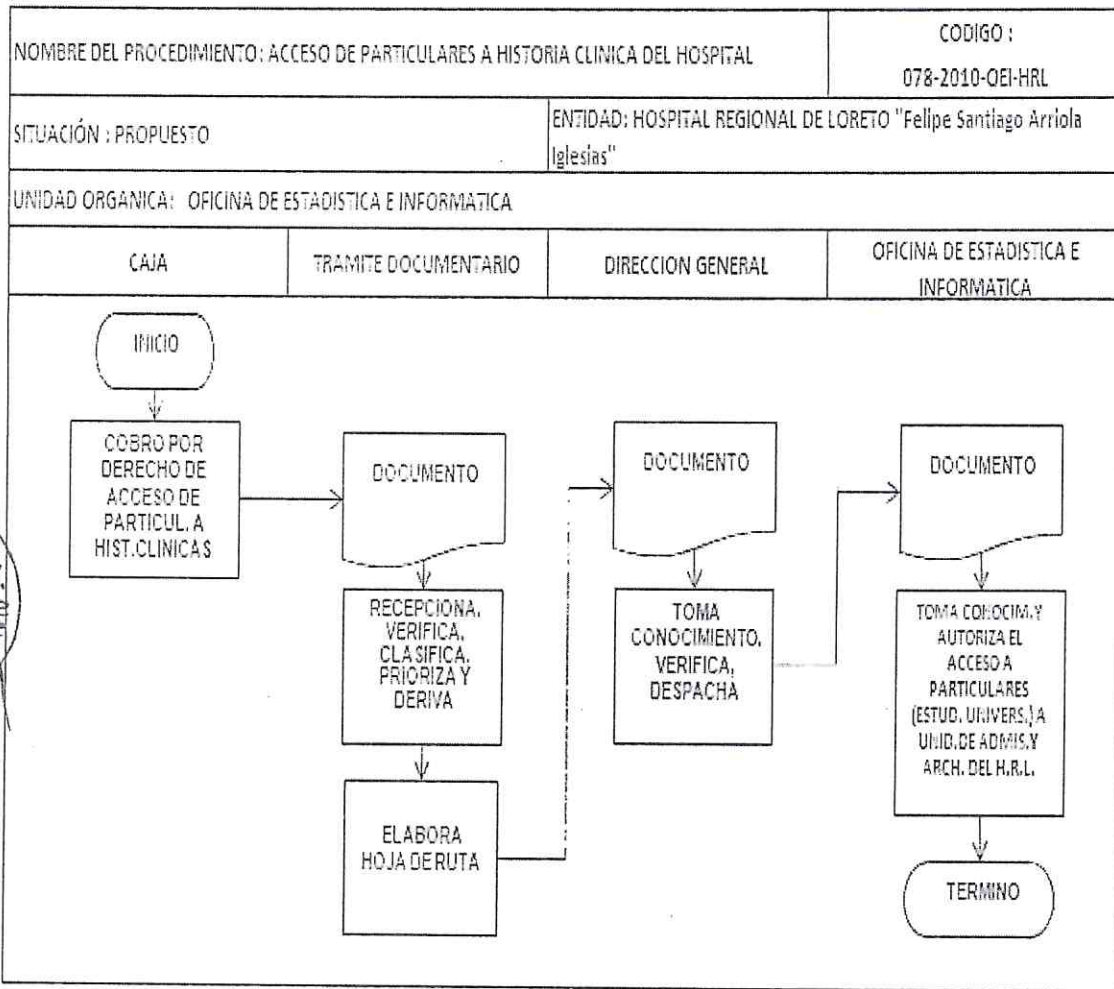 NOMBRE DEL PROCEDIMIENTO: ACCESO DE PARTICULARES A HISTORIA CLINICA DEL HOSPITAL
CODIGO :
078-2010-OEI-HRL
SITUACIÓN : PROPUESTO
ENTIDAD: HOSPITAL REGIONAL DE LORETO "Felipe Santiago Arriola
Iglesias"
UNIDAD ORGANICA: OFICINA DE ESTADISTICA E INFORMATICA
CAJA
TRAMITE DOCUMENTARIO
DIRECCION GENERAL
OFICINA DE ESTADISTICA E
INFORMATICA
INICIO
COBRO POR
DERECHO DE
ACCESO DE
PARTICUL. A
HIST.CLINICAS
DOCUMENTO
RECEPCIONA,
VERIFICA,
CLASIFICA,
PRIORIZA Y
DERIVA
ELABORA
HOJA DE RUTA
DOCUMENTO
TOMA
CONOCIMIENTO,
VERIFICA,
DESPACHA
DOCUMENTO
TOMA CONOCIM. Y
AUTORIZA EL
ACCESO A
PARTICULARES
(ESTUD. UNIVERS.) A
UNID. DE ADMIS. Y
ARCH. DEL H.R.L.
TERMINO